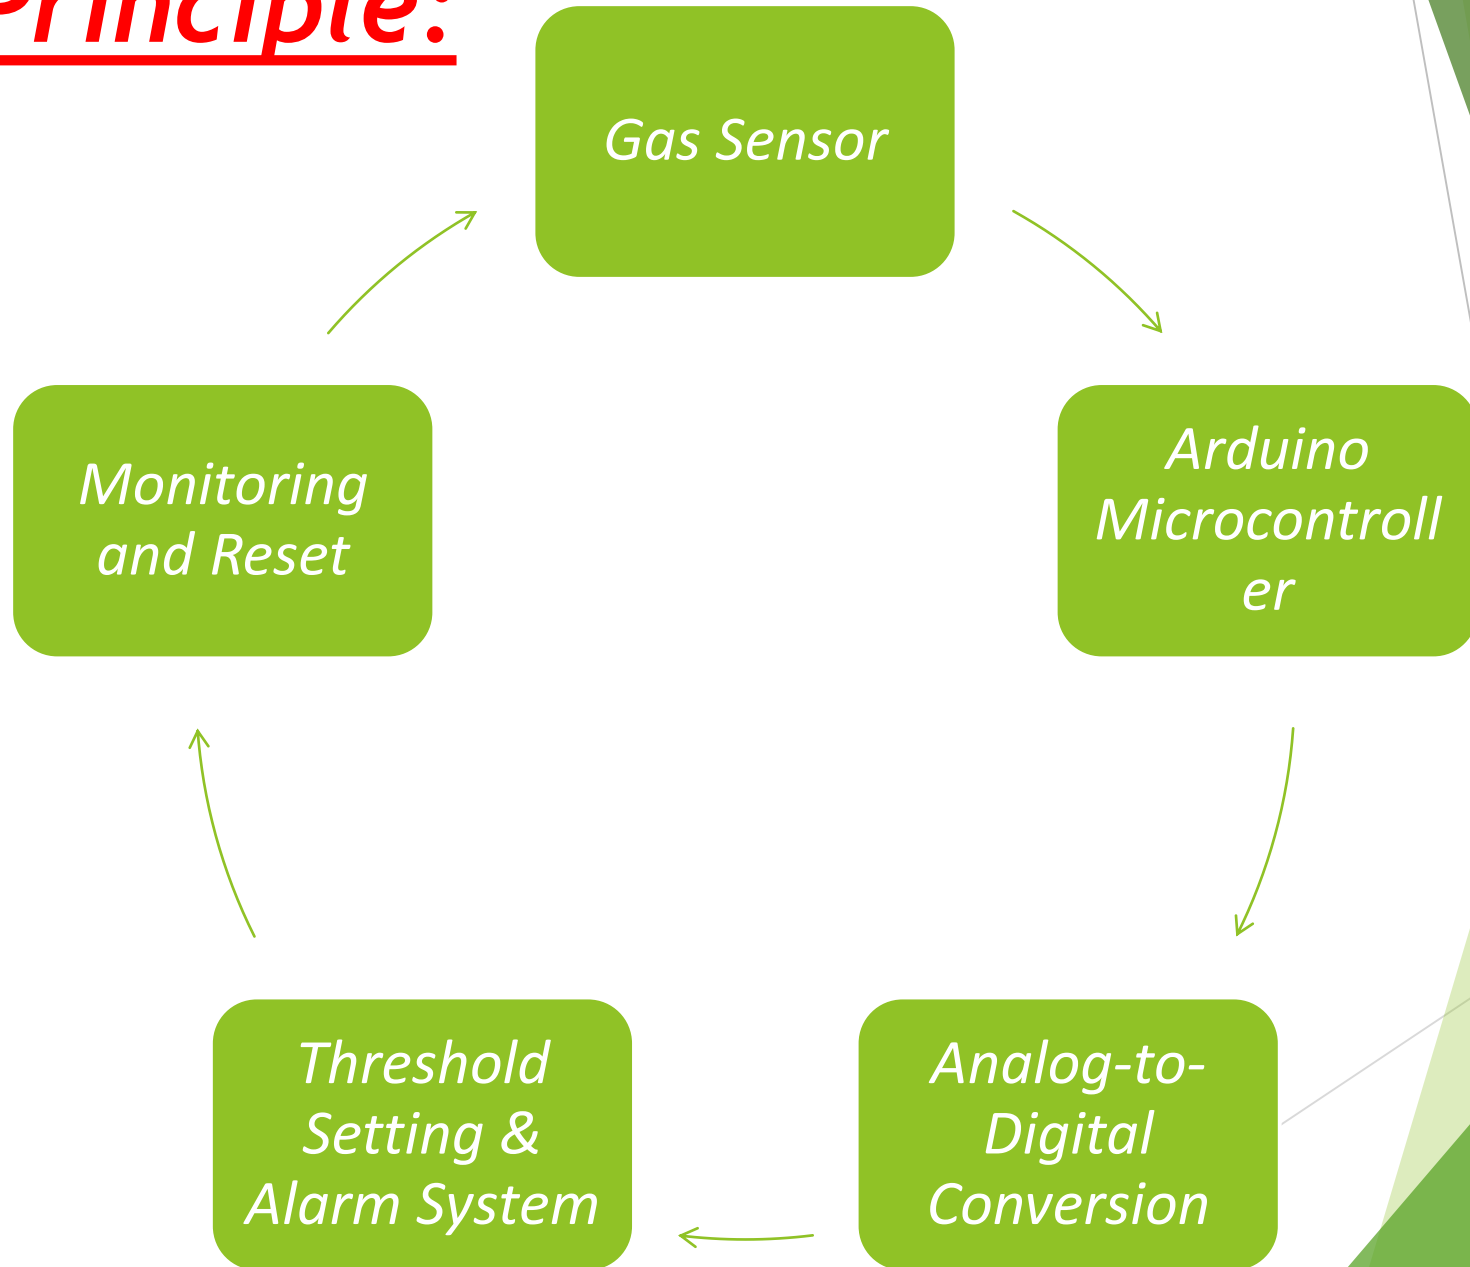 Principle:
Gas Sensor
Arduino
Microcontroll
er
Analog-to-
Digital
Conversion
Threshold
Setting &
Alarm System
Monitoring
and Reset